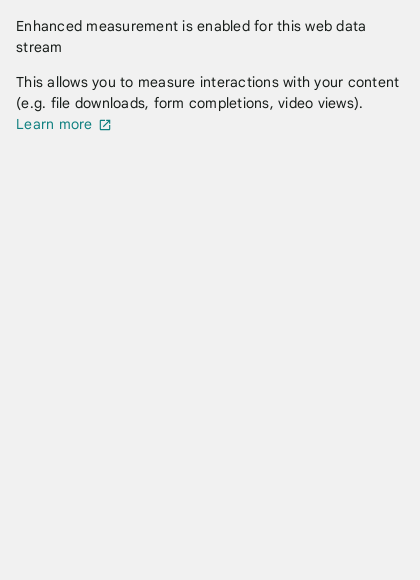 Enhanced measurement is enabled for this web data
stream
This allows you to measure interactions with your content
(e.g. file downloads, form completions, video views).
Learn more